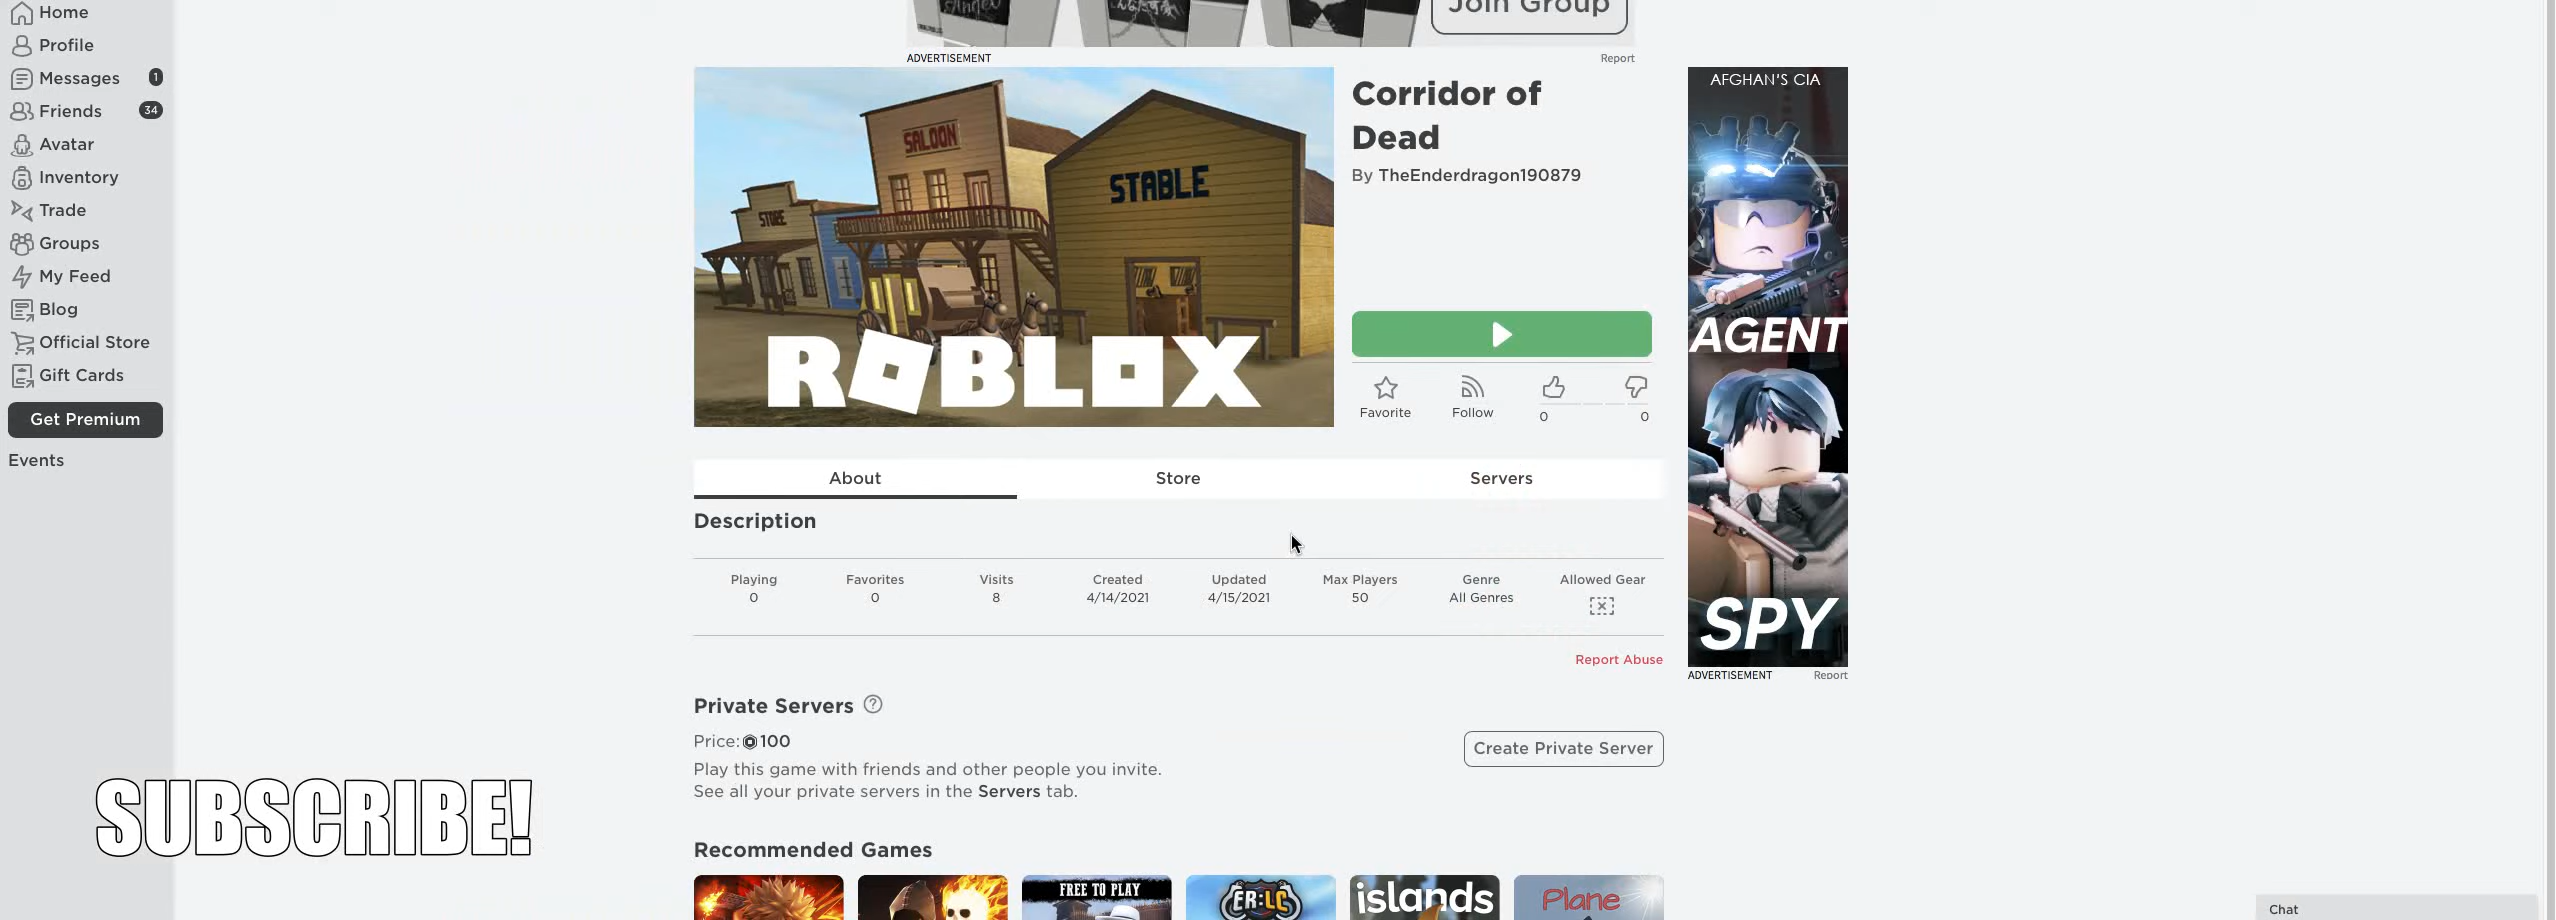 Home
Profile
Messages 1
Friends 34
Avatar
Inventory
Trade
Groups
My Feed
Blog
Official Store
Gift Cards
Get Premium
Events
Join Group
ADVERTISEMENT Report
SALOON
STORE
STABLE
ROBLOX
Corridor of
Dead
By TheEnderdragon190879
Favorite Follow 0 0
AFGHAN'S CIA
AGENT
SPY
ADVERTISEMENT Report
About Store Servers
Description
Playing Favorites Visits Created Updated Max Players Genre Allowed Gear
0 0 8 4/14/2021 4/15/2021 50 All Genres
Report Abuse
Private Servers ?
Price: 100
Create Private Server
Play this game with friends and other people you invite.
See all your private servers in the Servers tab.
SUBSCRIBE!
Recommended Games
FREE TO PLAY
ER:LC
islands
Plane
Chat